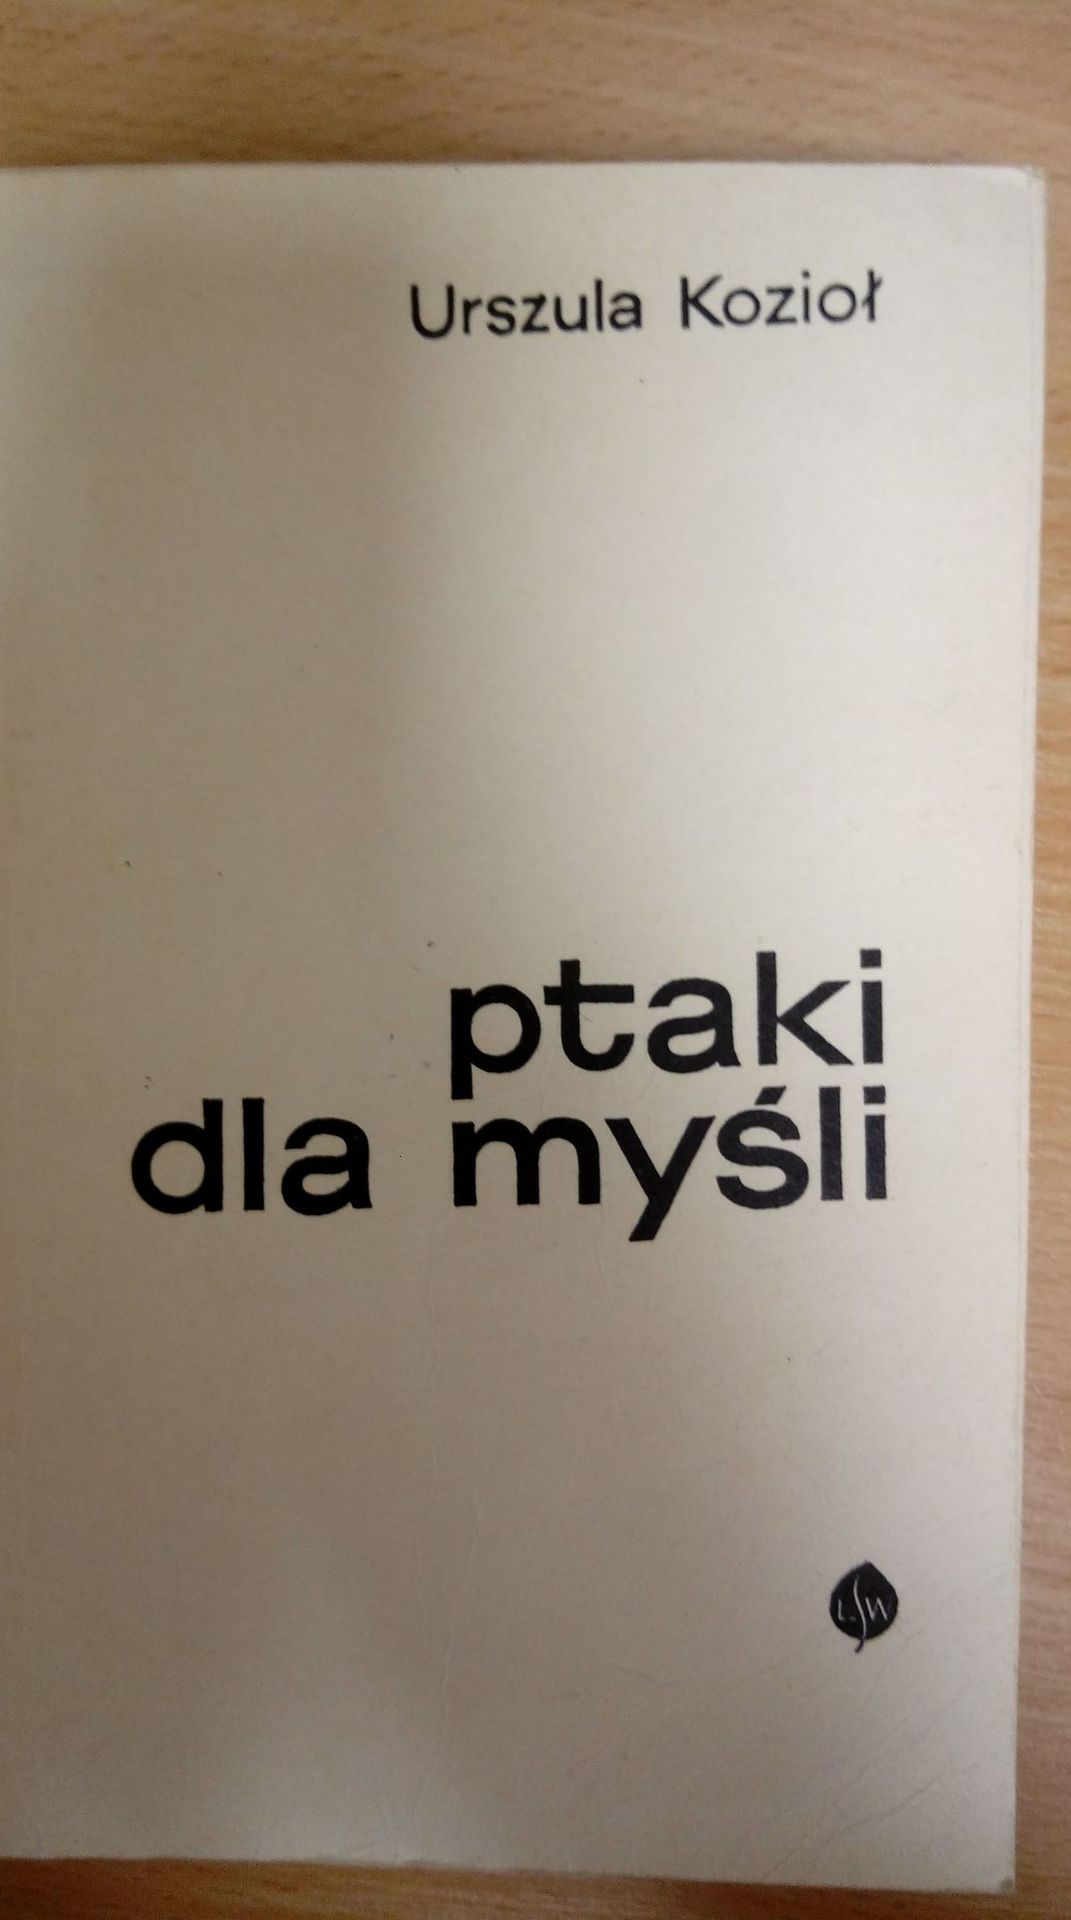 Urszula Kozioł
ptaki
dla myśli
LSW